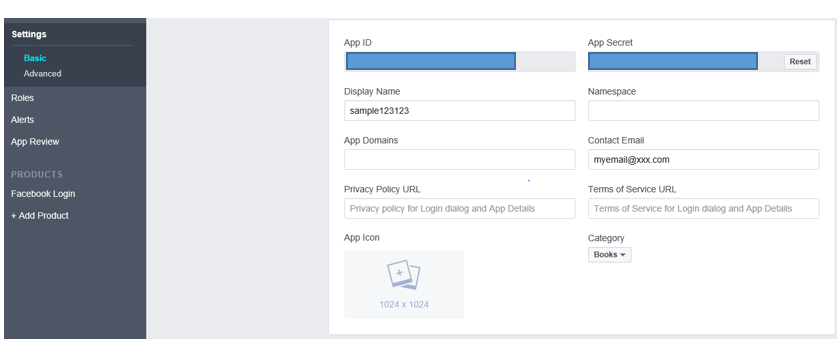 Settings
Basic
Advanced
Roles
Alerts
App Review
PRODUCTS
Facebook Login
+ Add Product
App ID
App Secret
Reset
Display Name
Namespace
sample123123
App Domains
Contact Email
myemail@xxx.com
Privacy Policy URL
Terms of Service URL
Privacy policy for Login dialog and App Details
Terms of Service for Login dialog and App Details
App Icon
Category
Books
1024 x 1024